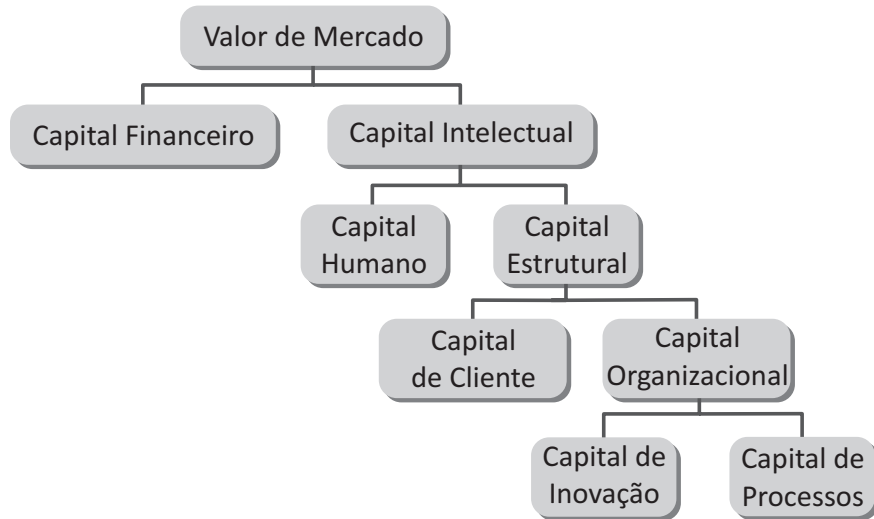 Valor de Mercado
Capital Financeiro
Capital Intelectual
Capital
Humano
Capital
Estrutural
Capital
de Cliente
Capital
Organizacional
Capital de
Inovação
Capital de
Processos